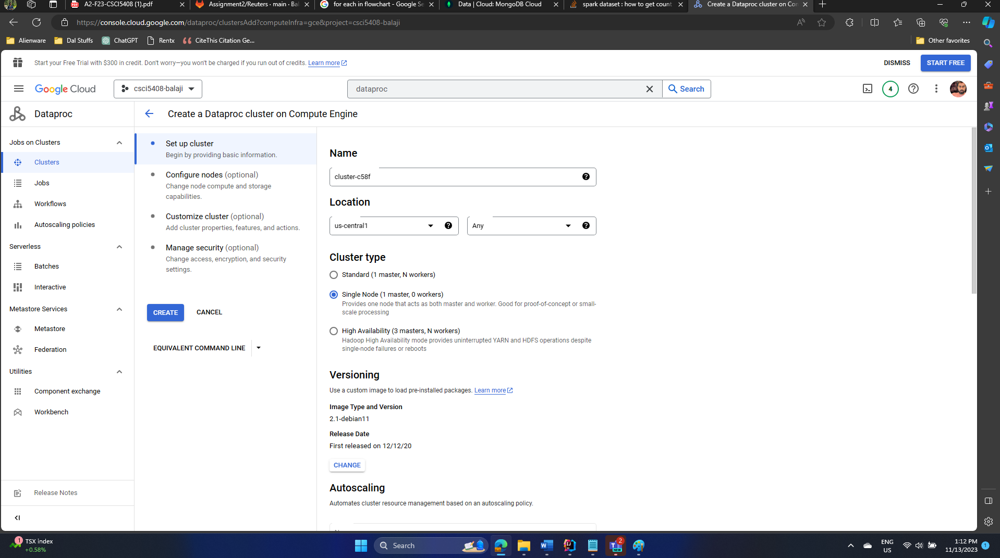 A2-F23-CSCI5408 (1).pdf
Assignment2/Reuters · main · Bal
for each in flowchart - Google Se
Data | Cloud: MongoDB Cloud
spark dataset : how to get count
Create a Dataproc cluster on Com
https://console.cloud.google.com/dataproc/clustersAdd?computeInfra=gce&project=csci5408-balaji
Alienware
Dal Stuffs
ChatGPT
Rentx
CiteThis Citation Ge...
Other favorites
Start your Free Trial with $300 in credit. Don't worry—you won't be charged if you run out of credits. Learn more
DISMISS
START FREE
Google Cloud
csci5408-balaji
dataproc
Search
4
Dataproc
Create a Dataproc cluster on Compute Engine
Jobs on Clusters
Clusters
Jobs
Workflows
Autoscaling policies
Serverless
Batches
Interactive
Metastore Services
Metastore
Federation
Utilities
Component exchange
Workbench
Release Notes
Set up cluster
Begin by providing basic information.
Configure nodes (optional)
Change node compute and storage
capabilities.
Customize cluster (optional)
Add cluster properties, features, and actions.
Manage security (optional)
Change access, encryption, and security
settings.
CREATE
CANCEL
EQUIVALENT COMMAND LINE
Name
cluster-c58f
Location
us-central1
Any
Cluster type
Standard (1 master, N workers)
Single Node (1 master, 0 workers)
Provides one node that acts as both master and worker. Good for proof-of-concept or small-
scale processing
High Availability (3 masters, N workers)
Hadoop High Availability mode provides uninterrupted YARN and HDFS operations despite
single-node failures or reboots
Versioning
Use a custom image to load pre-installed packages. Learn more
Image Type and Version
2.1-debian11
Release Date
First released on 12/12/20
CHANGE
Autoscaling
Automates cluster resource management based on an autoscaling policy.
1
TSX index
+0.58%
Search
2
NEW
ENG
US
1:12 PM
11/13/2023
1